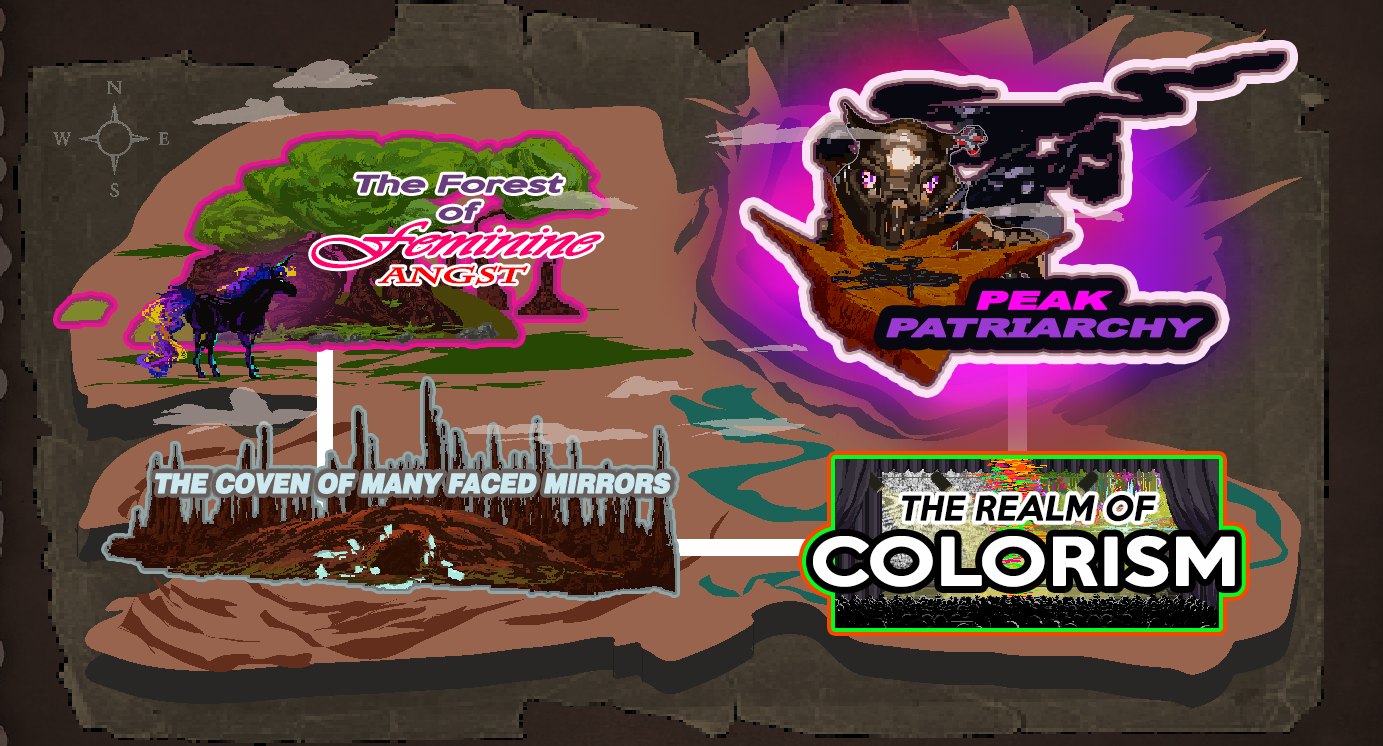 N
W E
S
The Forest
of
feminine
ANGST
PEAK
PATRIARCHY
THE COVEN OF MANY FACED MIRRORS
THE REALM OF
COLORISM